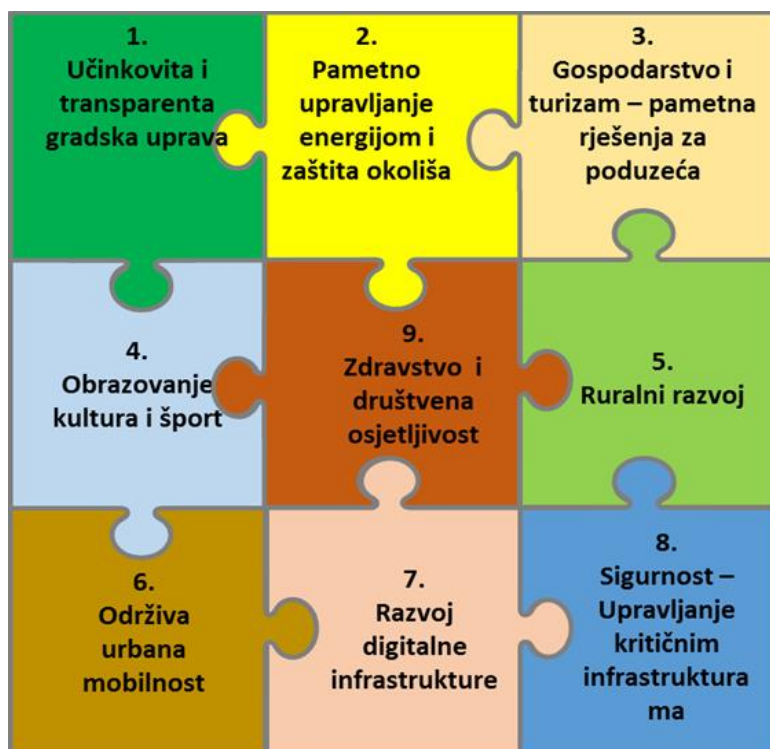 1.
Učinkovita i
transparenta
gradska uprava
2.
Pametno
upravljanje
energijom i
zaštita okoliša
3.
Gospodarstvo i
turizam – pametna
rješenja za
poduzeća
4.
Obrazovanje
kultura i šport
9.
Zdravstvo i
društvena
osjetljivost
5.
Ruralni razvoj
6.
Održiva
urbana
mobilnost
7.
Razvoj
digitalne
infrastrukture
8.
Sigurnost –
Upravljanje
kritičnim
infrastruktura
ma